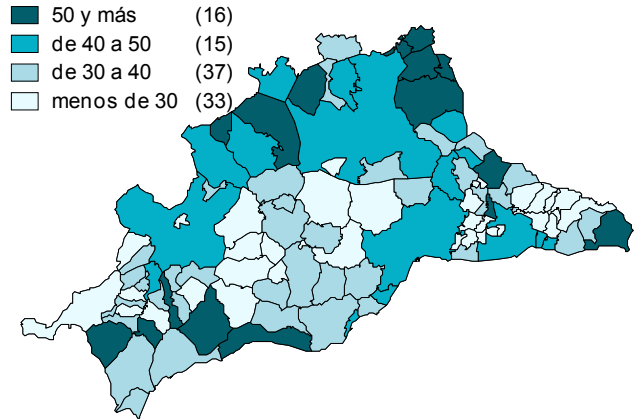 50 y más (16)
de 40 a 50 (15)
de 30 a 40 (37)
menos de 30 (33)